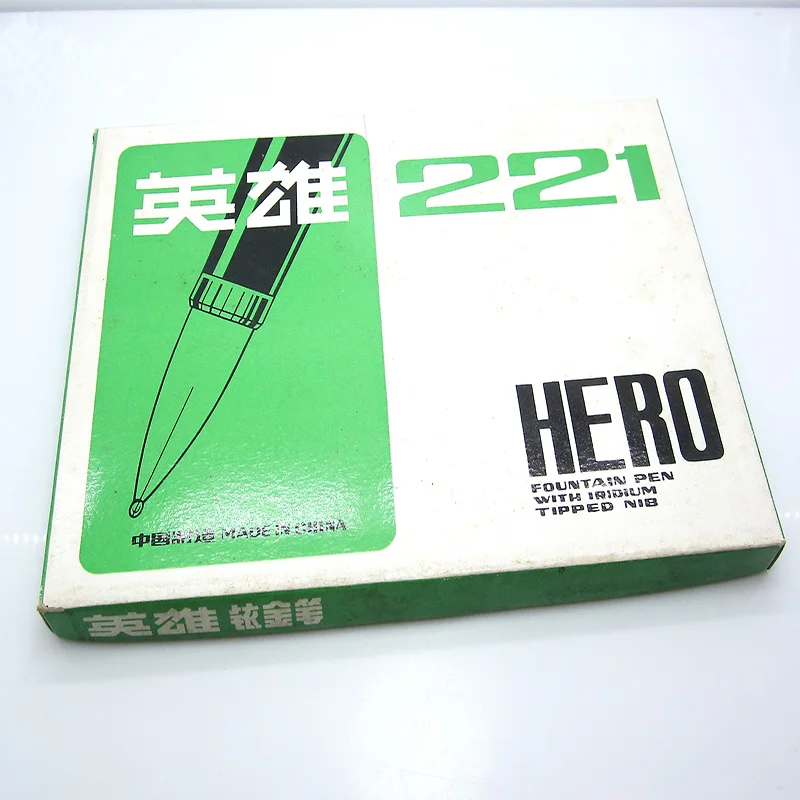 英雄
221
HERO
FOUNTAIN PEN
WITH IRIDIUM
TIPPED NIB
中国制造 MADE IN CHINA
英雄 铱金笔